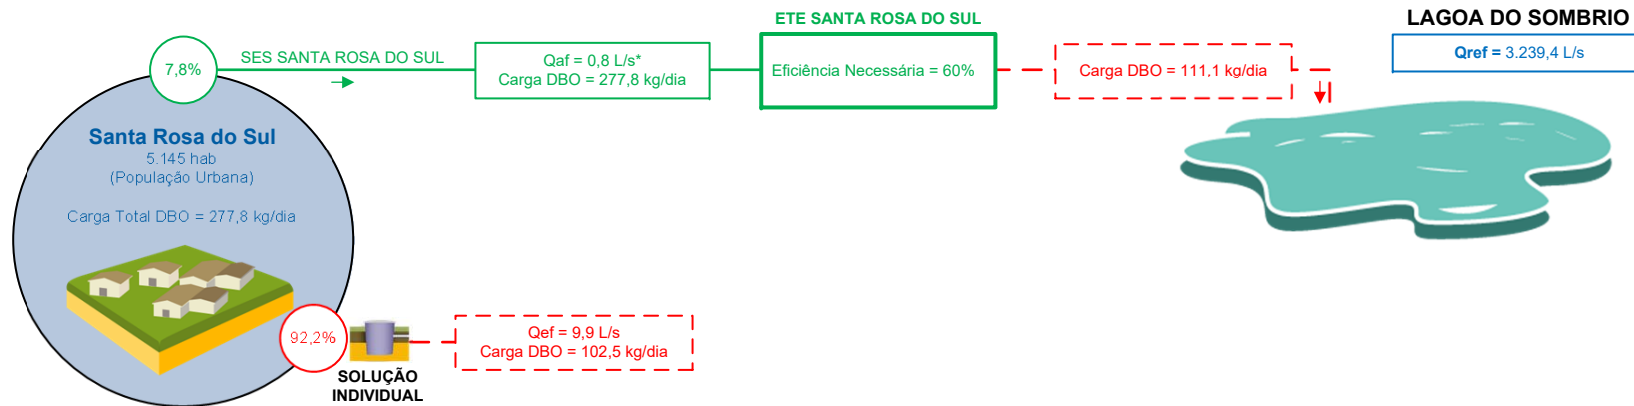 ETE SANTA ROSA DO SUL
LAGOA DO SOMBRIO
7,8%
SES SANTA ROSA DO SUL
Qaf = 0,8 L/s*
Carga DBO = 277,8 kg/dia
Eficiência Necessária = 60%
Carga DBO = 111,1 kg/dia
Qref = 3.239,4 L/s
Santa Rosa do Sul
5.145 hab
(População Urbana)
Carga Total DBO = 277,8 kg/dia
92,2%
SOLUÇÃO
INDIVIDUAL
Qef = 9,9 L/s
Carga DBO = 102,5 kg/dia